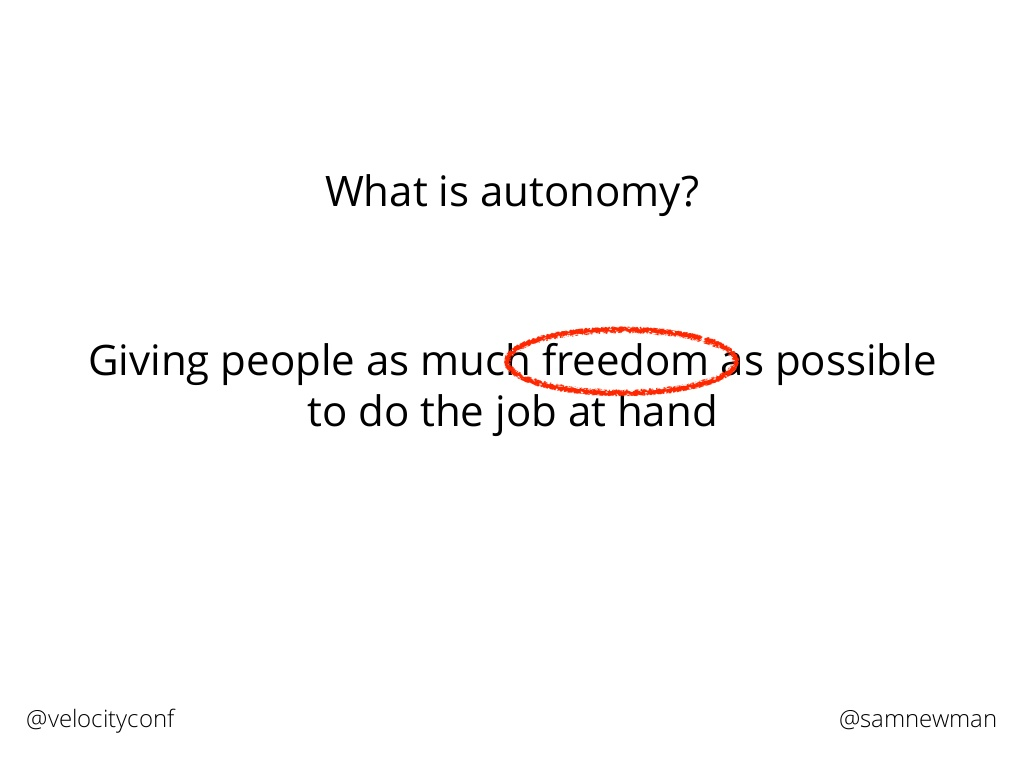 What is autonomy?
Giving people as much freedom as possible
to do the job at hand
@velocityconf
@samnewman